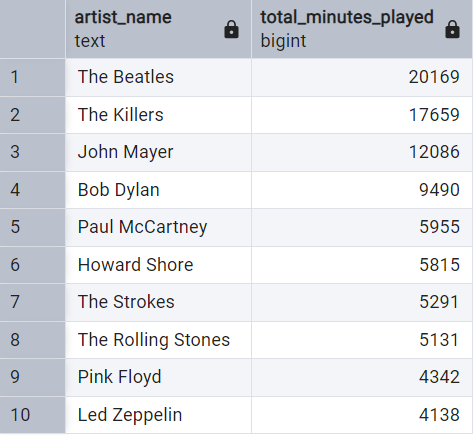 artist_name total_minutes_played
text bigint
1 The Beatles 20169
2 The Killers 17659
3 John Mayer 12086
4 Bob Dylan 9490
5 Paul McCartney 5955
6 Howard Shore 5815
7 The Strokes 5291
8 The Rolling Stones 5131
9 Pink Floyd 4342
10 Led Zeppelin 4138